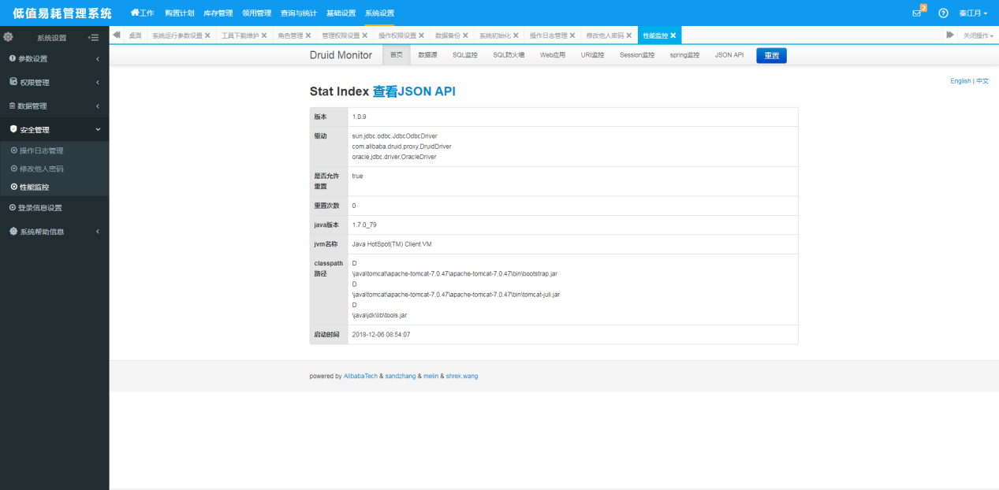 低值易耗管理系统
工作 购置计划 库存管理 领用管理 查询与统计 基础设置 系统设置
2
秦江月
系统设置
桌面 系统运行参数设置 工具下载维护 角色管理 管理权限设置 操作权限设置 数据备份 系统初始化 操作日志管理 修改他人密码 性能监控 关闭操作
参数设置
权限管理
数据管理
安全管理
操作日志管理
修改他人密码
性能监控
登录信息设置
系统帮助信息
Druid Monitor 首页 数据源 SQL监控 SQL防火墙 Web应用 URI监控 Session监控 spring监控 JSON API 重置
English | 中文
Stat Index 查看JSON API
版本 1.0.9
驱动 sun.jdbc.odbc.JdbcOdbcDriver
com.alibaba.druid.proxy.DruidDriver
oracle.jdbc.driver.OracleDriver
是否允许 true
重置
重置次数 0
java版本 1.7.0_79
jvm名称 Java HotSpot(TM) Client VM
classpath D
路径 \java\tomcat\apache-tomcat-7.0.47\apache-tomcat-7.0.47\bin\bootstrap.jar
D
\java\tomcat\apache-tomcat-7.0.47\apache-tomcat-7.0.47\bin\tomcat-juli.jar
D
\java\jdk\lib\tools.jar
启动时间 2018-12-06 08:54:07
powered by AlibabaTech & sandzhang & melin & shrek.wang